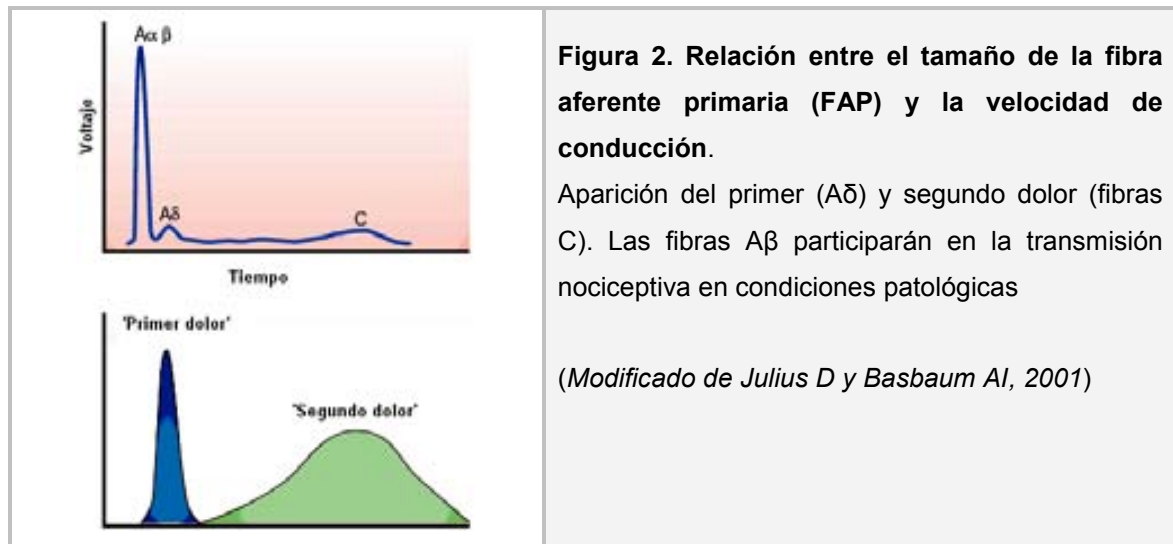 Aα β
Voltaje
Aδ
C
Tiempo
'Primer dolor'
'Segundo dolor'
Figura 2. Relación entre el tamaño de la fibra
aferente primaria (FAP) y la velocidad de
conducción.
Aparición del primer (Aδ) y segundo dolor (fibras
C). Las fibras Aβ participarán en la transmisión
nociceptiva en condiciones patológicas
(Modificado de Julius D y Basbaum AI, 2001)